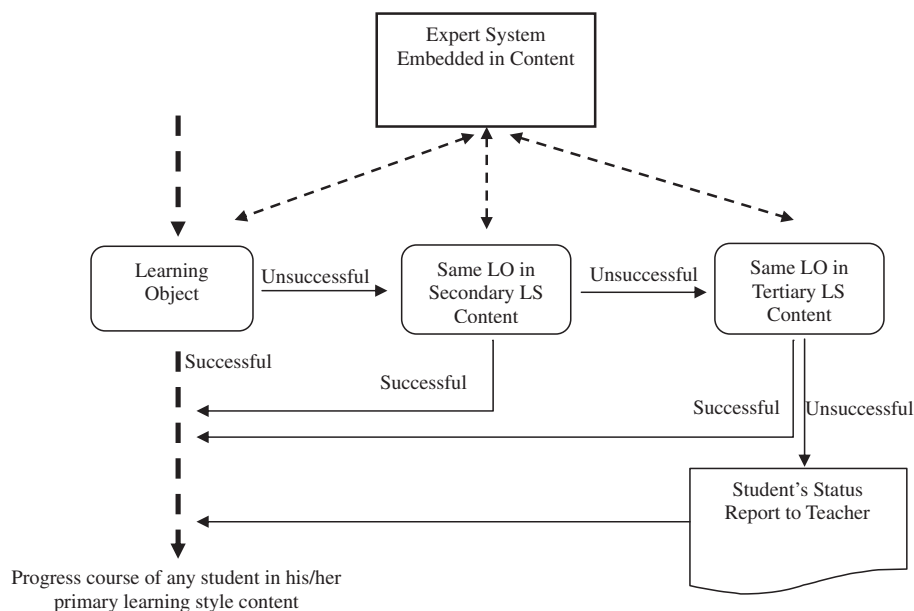 Expert System
Embedded in Content
Learning
Object
Unsuccessful
Same LO in
Secondary LS
Content
Unsuccessful
Same LO in
Tertiary LS
Content
Successful
Successful
Successful
Unsuccessful
Student’s Status
Report to Teacher
Progress course of any student in his/her
primary learning style content